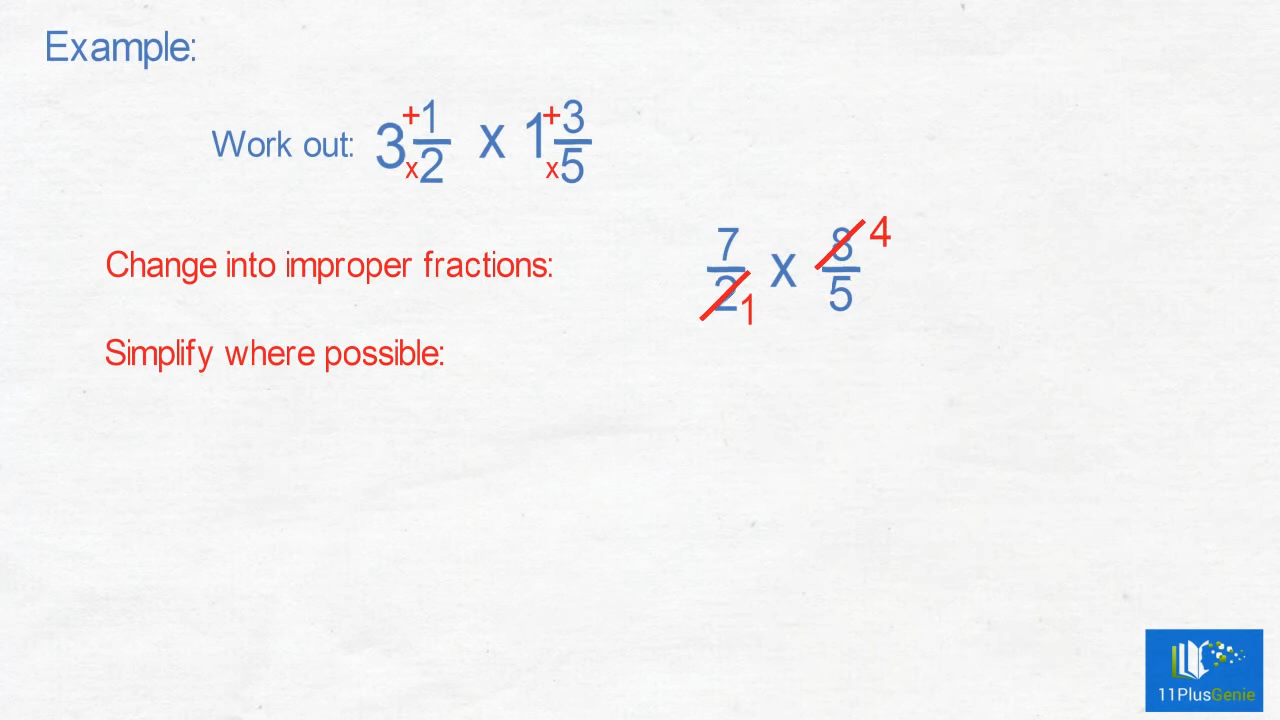 Example:
Work out: 3 +1/x2 x 1 +3/x5
Change into improper fractions: 7/2 1 x 8/5 4
Simplify where possible:
11PlusGenie